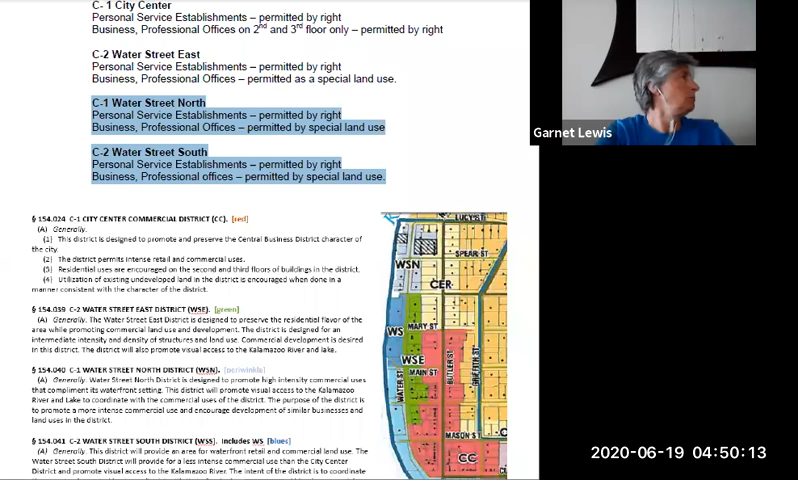 C- 1 City Center
Personal Service Establishments – permitted by right
Business, Professional Offices on 2nd and 3rd floor only – permitted by right
C-2 Water Street East
Personal Service Establishments – permitted by right
Business, Professional Offices – permitted as a special land use.
C-1 Water Street North
Personal Service Establishments – permitted by right
Business, Professional Offices – permitted by special land use
C-2 Water Street South
Personal Service Establishments – permitted by right
Business, Professional offices – permitted by special land use.
§ 154.024 C-1 CITY CENTER COMMERCIAL DISTRICT (CC). [red]
(A) Generally.
(1) This district is designed to promote and preserve the Central Business District character of
the city.
(2) The district permits intense retail and commercial uses.
(3) Residential uses are encouraged on the second and third floors of buildings in the district.
(4) Utilization of existing undeveloped land in the district is encouraged when done in a
manner consistent with the character of the district.
§ 154.039 C-2 WATER STREET EAST DISTRICT (WSE). [green]
(A) Generally. The Water Street East District is designed to preserve the residential flavor of the
area while promoting commercial land use and development. The district is designed for an
intermediate intensity and density of structures and land use. Commercial development is desired
in this district. The district will also promote visual access to the Kalamazoo River and lake.
§ 154.040 C-1 WATER STREET NORTH DISTRICT (WSN). [periwinkle]
(A) Generally. Water Street North District is designed to promote high intensity commercial uses
that compliment its waterfront setting. This district will promote visual access to the Kalamazoo
River and Lake to coordinate with the commercial uses of the district. The purpose of the district is
to promote a more intense commercial use and encourage development of similar businesses and
land uses in the district.
§ 154.041 C-2 WATER STREET SOUTH DISTRICT (WSS). Includes WS [blues]
(A) Generally. This district will provide an area for waterfront retail and commercial land use. The
Water Street South District will provide for a less intense commercial use than the City Center
District and promote visual access to the Kalamazoo River. The intent of the district is to coordinate
LUCY ST
SPEAR ST
WSN
CER
WS
MARY ST
WSE
MAIN ST
WATER ST
BUTLER ST
GRIFFITH ST
MASON ST
CC
Garnet Lewis
2020-06-19 04:50:13